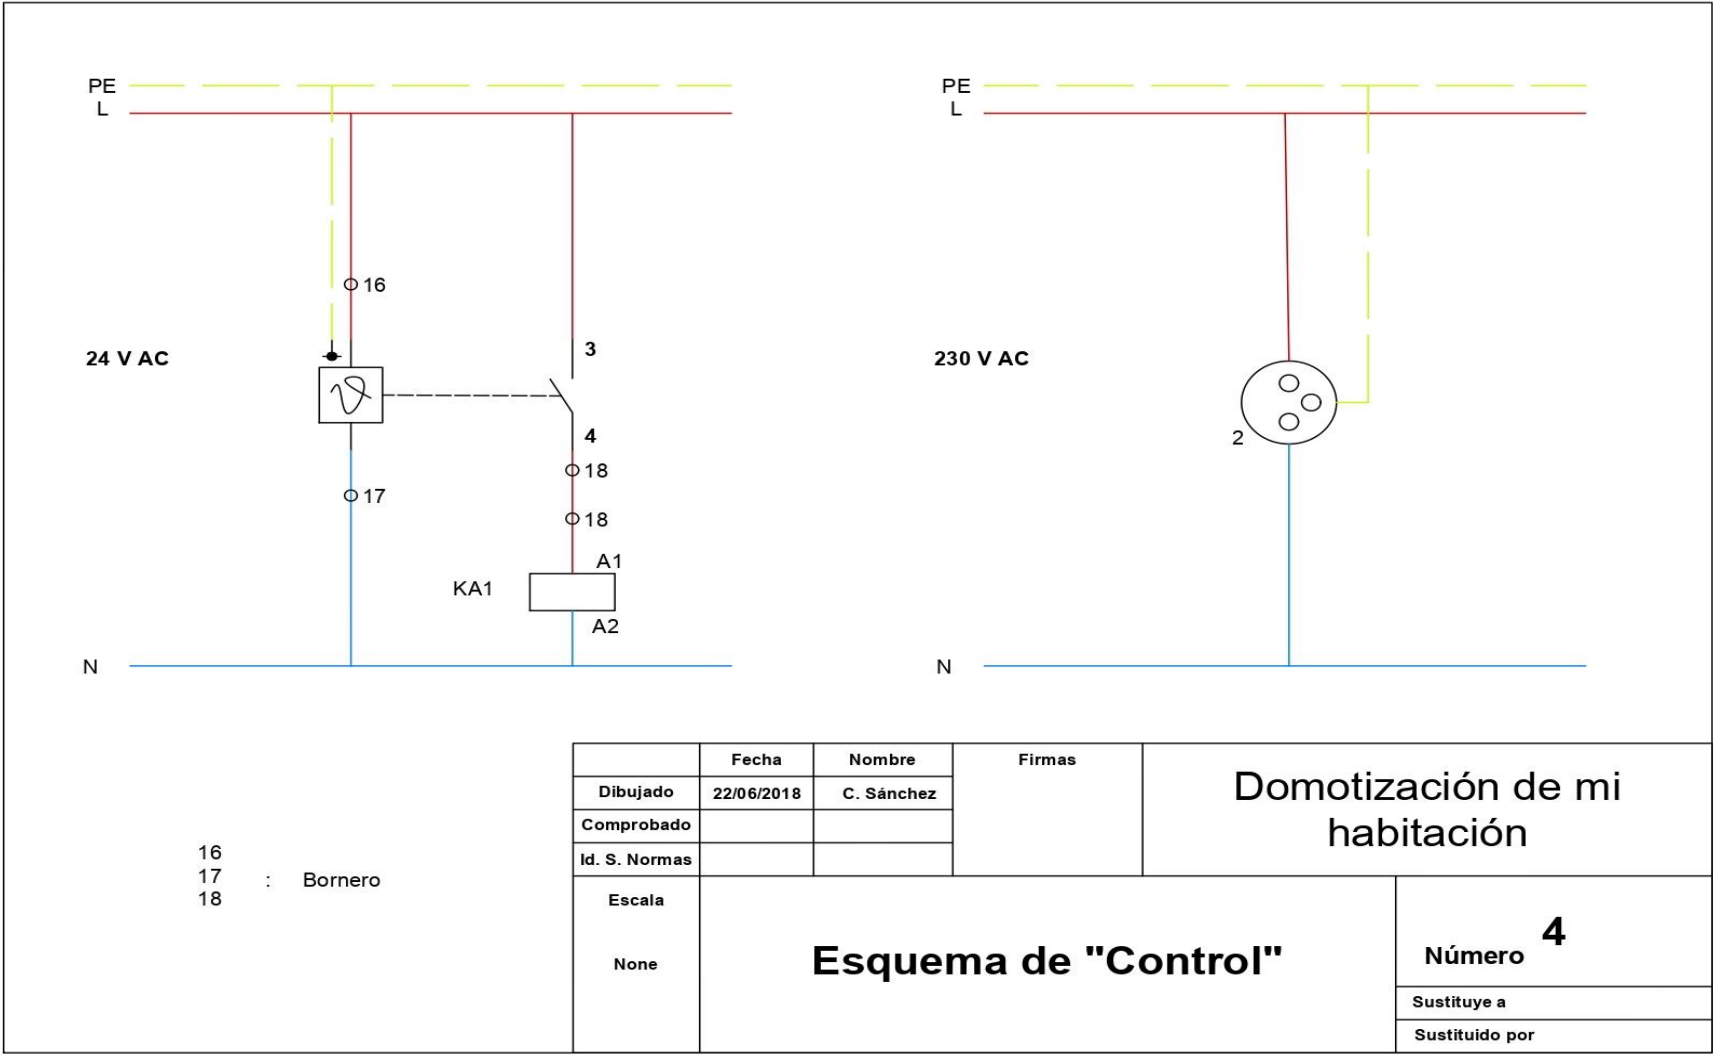 PE
L
16
24 V AC
3
4
18
17
18
A1
KA1
A2
N
PE
L
230 V AC
2
N
16
17 : Bornero
18
Fecha Nombre Firmas
Dibujado 22/06/2018 C. Sánchez
Comprobado
Id. S. Normas
Domotización de mi
habitación
Escala
None
Esquema de "Control"
Número 4
Sustituye a
Sustituido por